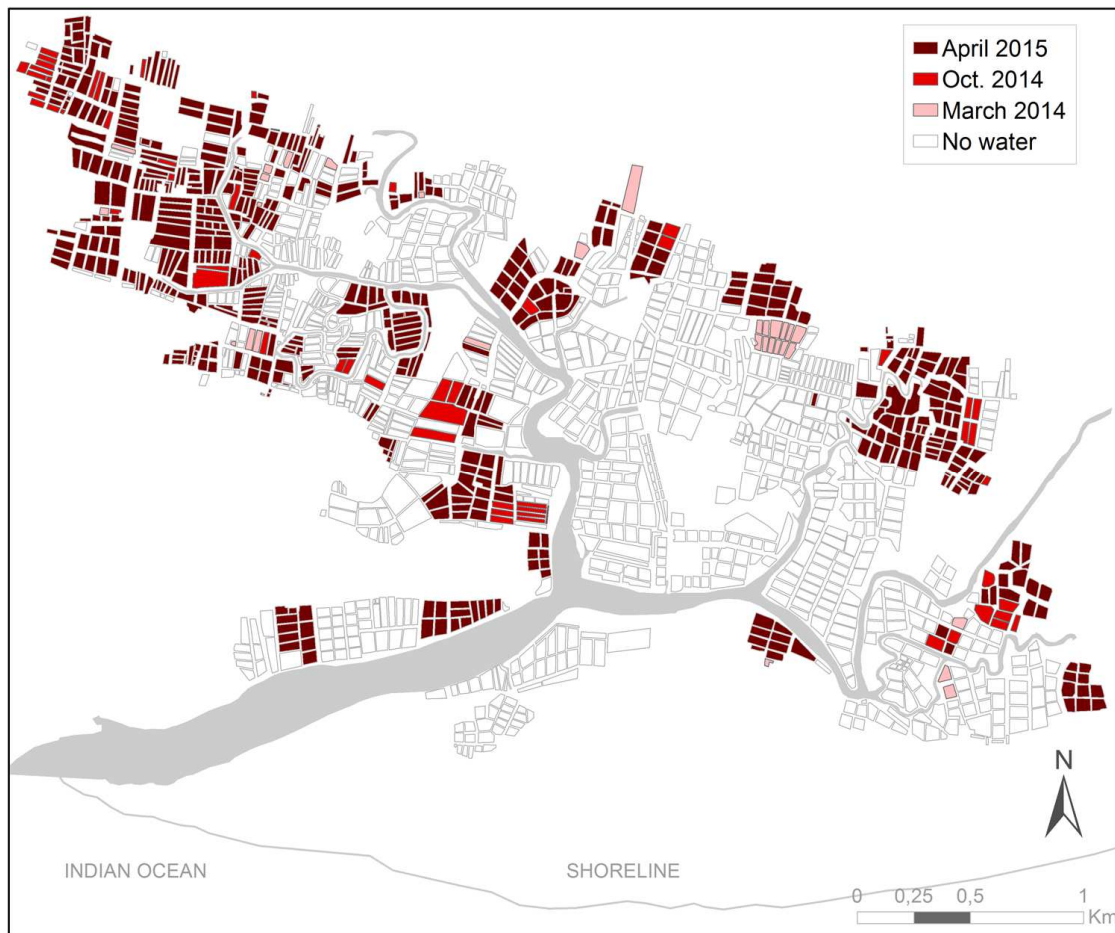 April 2015
Oct. 2014
March 2014
No water
N
INDIAN OCEAN
SHORELINE
0 0,25 0,5 1
Km